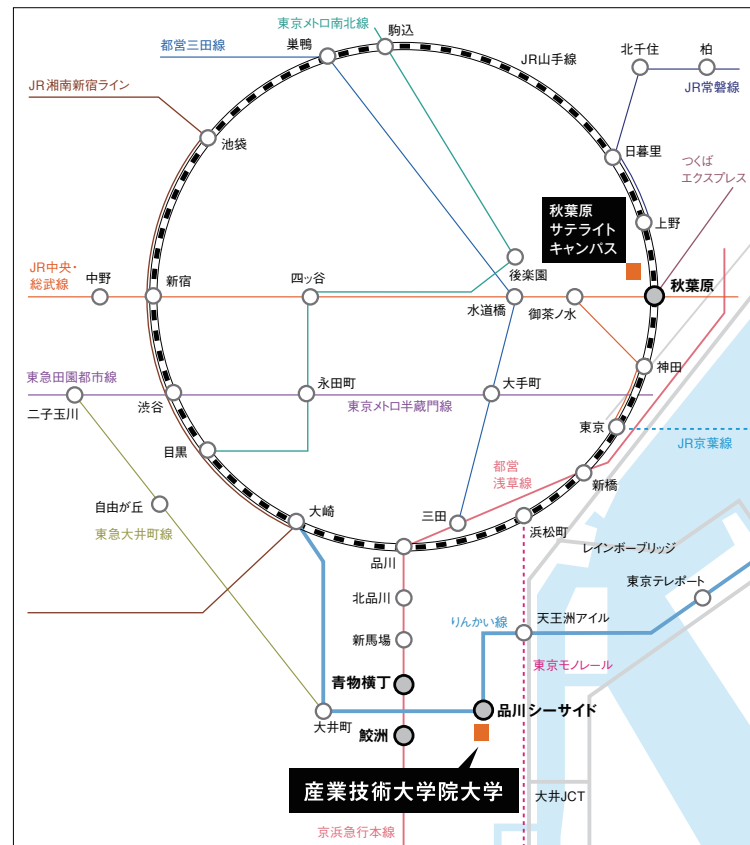 東京メトロ南北線
駒込
都営三田線
巣鴨
JR山手線
北千住
柏
JR常磐線
JR湘南新宿ライン
池袋
日暮里
つくば
エクスプレス
秋葉原
サテライト
キャンパス
上野
後楽園
JR中央・
総武線
中野
新宿
四ッ谷
水道橋
御茶ノ水
秋葉原
神田
東急田園都市線
二子玉川
渋谷
永田町
東京メトロ半蔵門線
大手町
東京
JR京葉線
目黒
都営
浅草線
新橋
自由が丘
東急大井町線
大崎
三田
浜松町
品川
レインボーブリッジ
東京テレポート
北品川
りんかい線
天王洲アイル
新馬場
東京モノレール
青物横丁
大井町
品川シーサイド
鮫洲
産業技術大学院大学
大井JCT
京浜急行本線